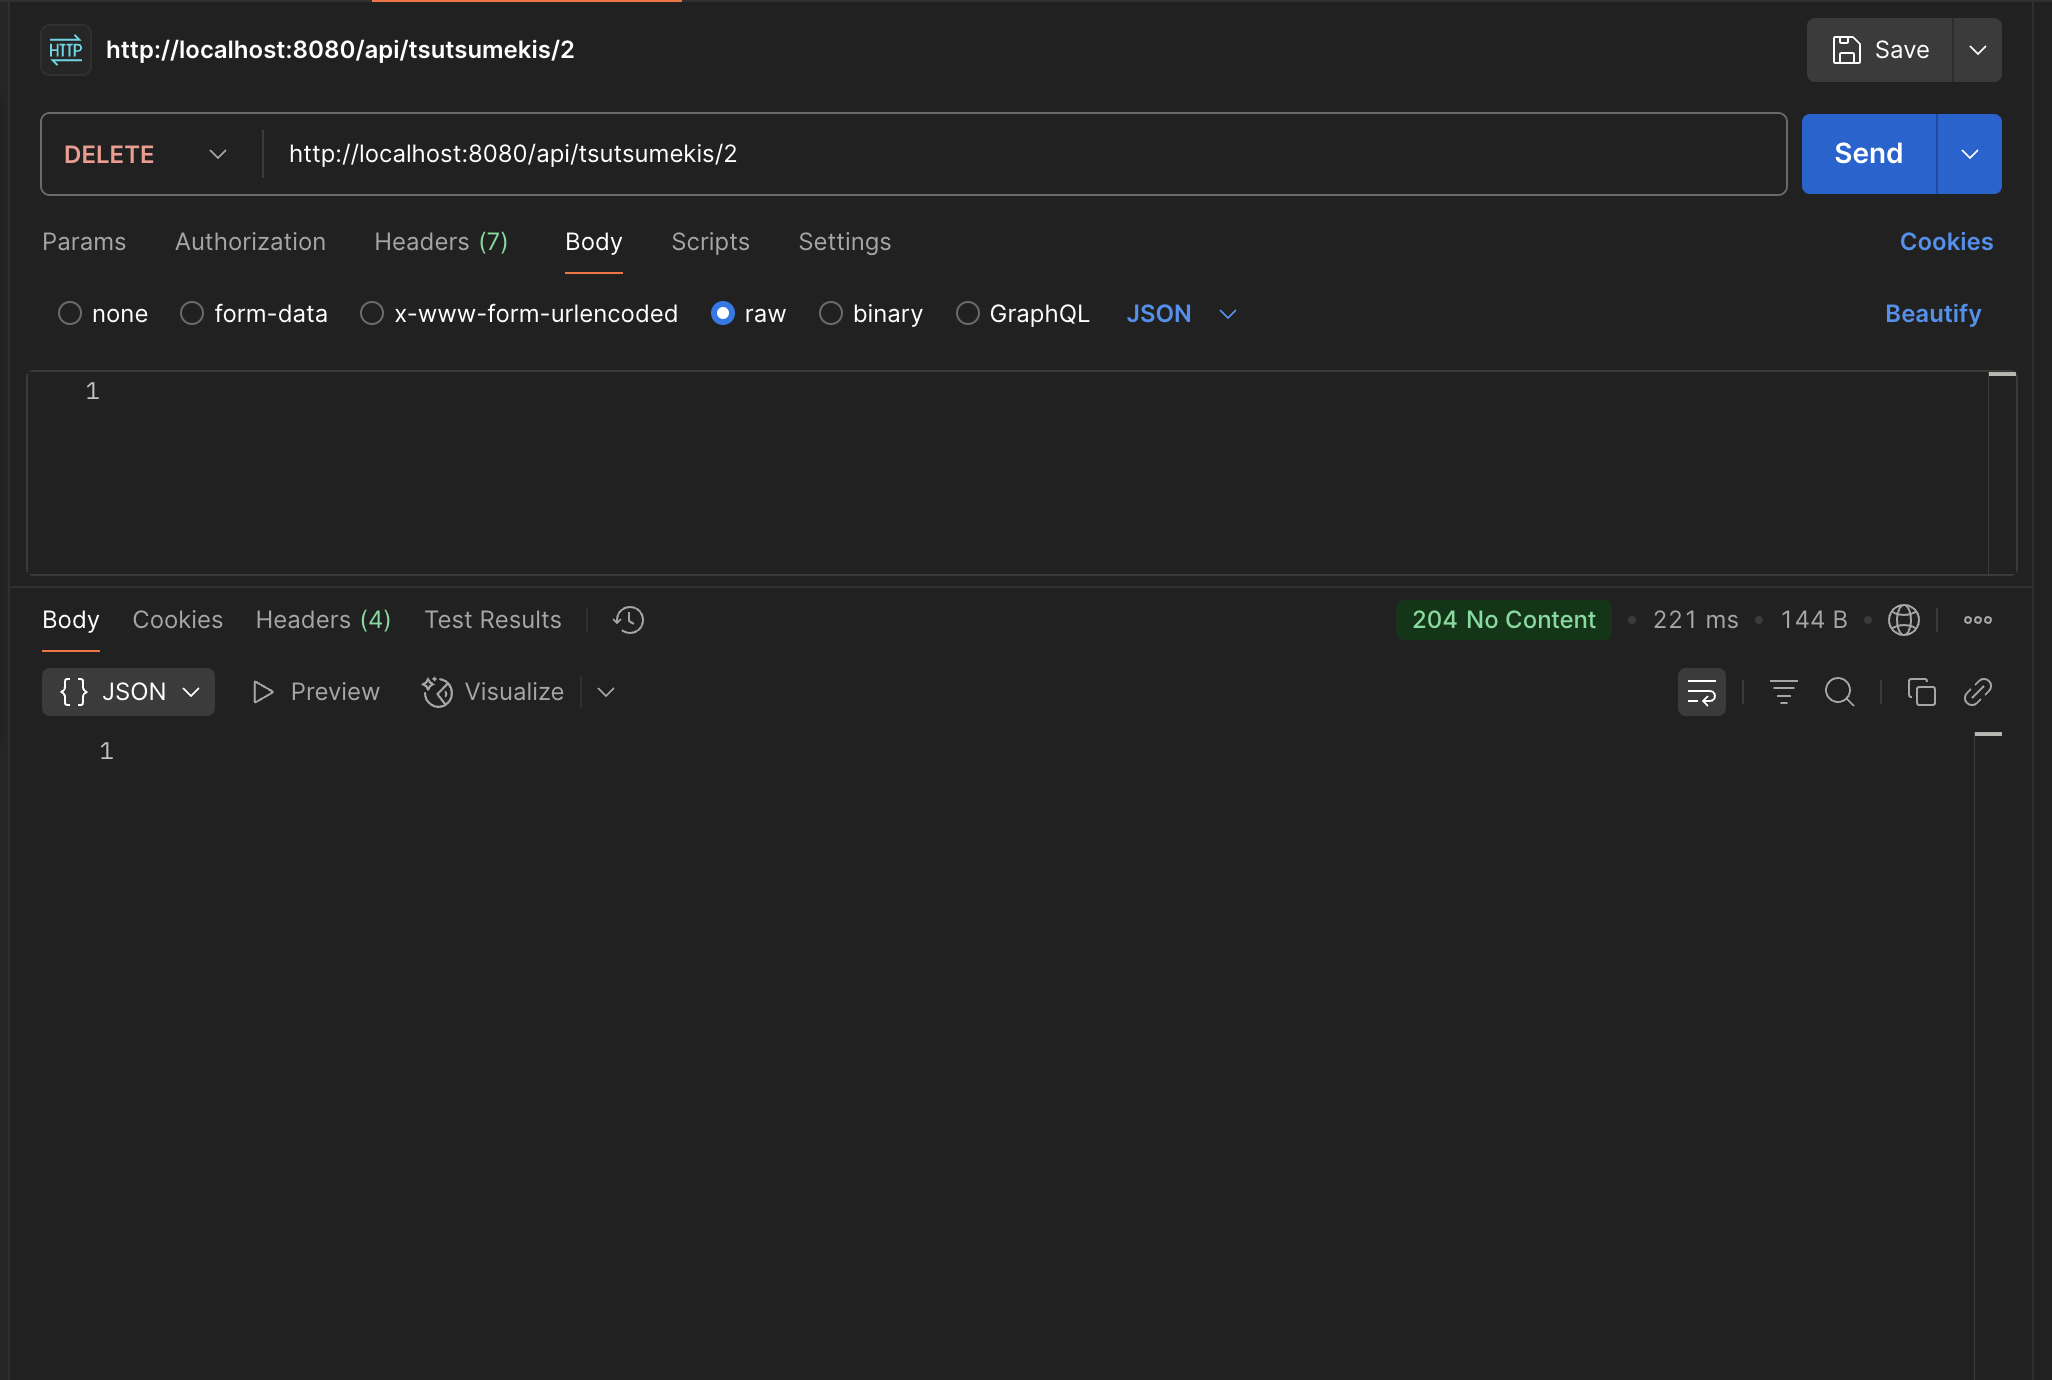 HTTP http://localhost:8080/api/tsutsumekis/2 Save
DELETE http://localhost:8080/api/tsutsumekis/2 Send
Params Authorization Headers (7) Body Scripts Settings Cookies
none form-data x-www-form-urlencoded raw binary GraphQL JSON Beautify
1
Body Cookies Headers (4) Test Results 204 No Content • 221 ms • 144 B •
{ } JSON Preview Visualize
1